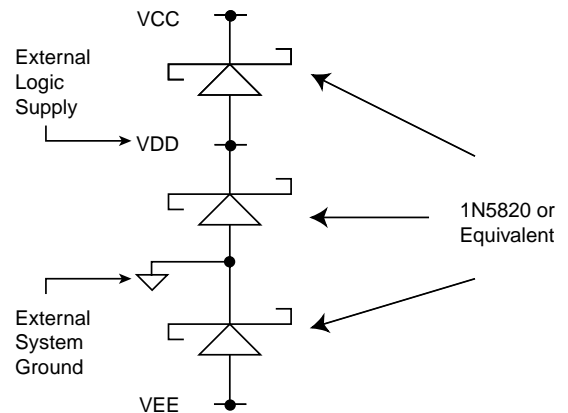 VCC
External
Logic
Supply
VDD
1N5820 or
Equivalent
External
System
Ground
VEE